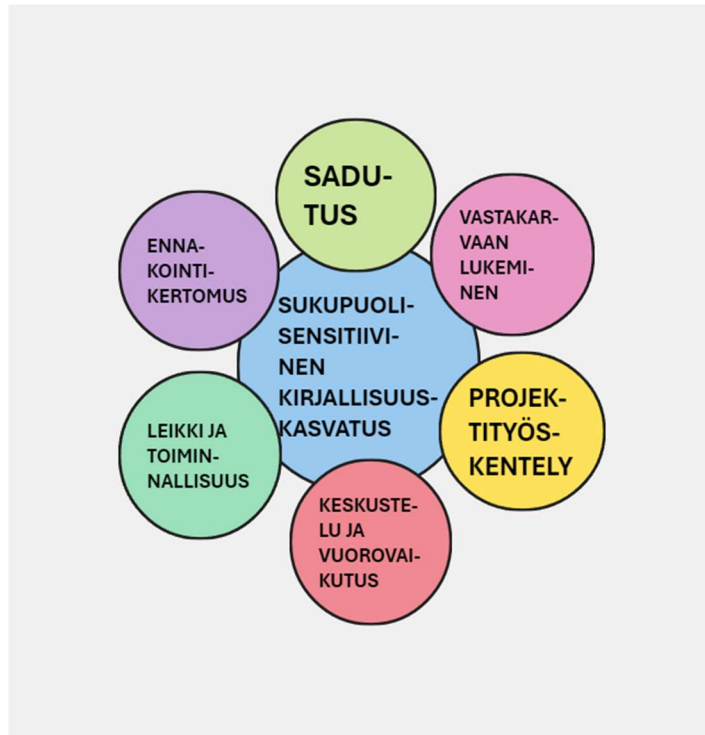 SADU-
TUS
VASTAKAR-
VAAN
LUKEMI-
NEN
ENNA-
KOINTI-
KERTOMUS
SUKUPUOLI-
SENSITIIVI-
NEN
KIRJALLISUUS-
KASVATUS
PROJEK-
TITYÖS-
KENTELY
LEIKKI JA
TOIMIN-
NALLISUUS
KESKUSTE-
LU JA
VUOROVAI-
KUTUS